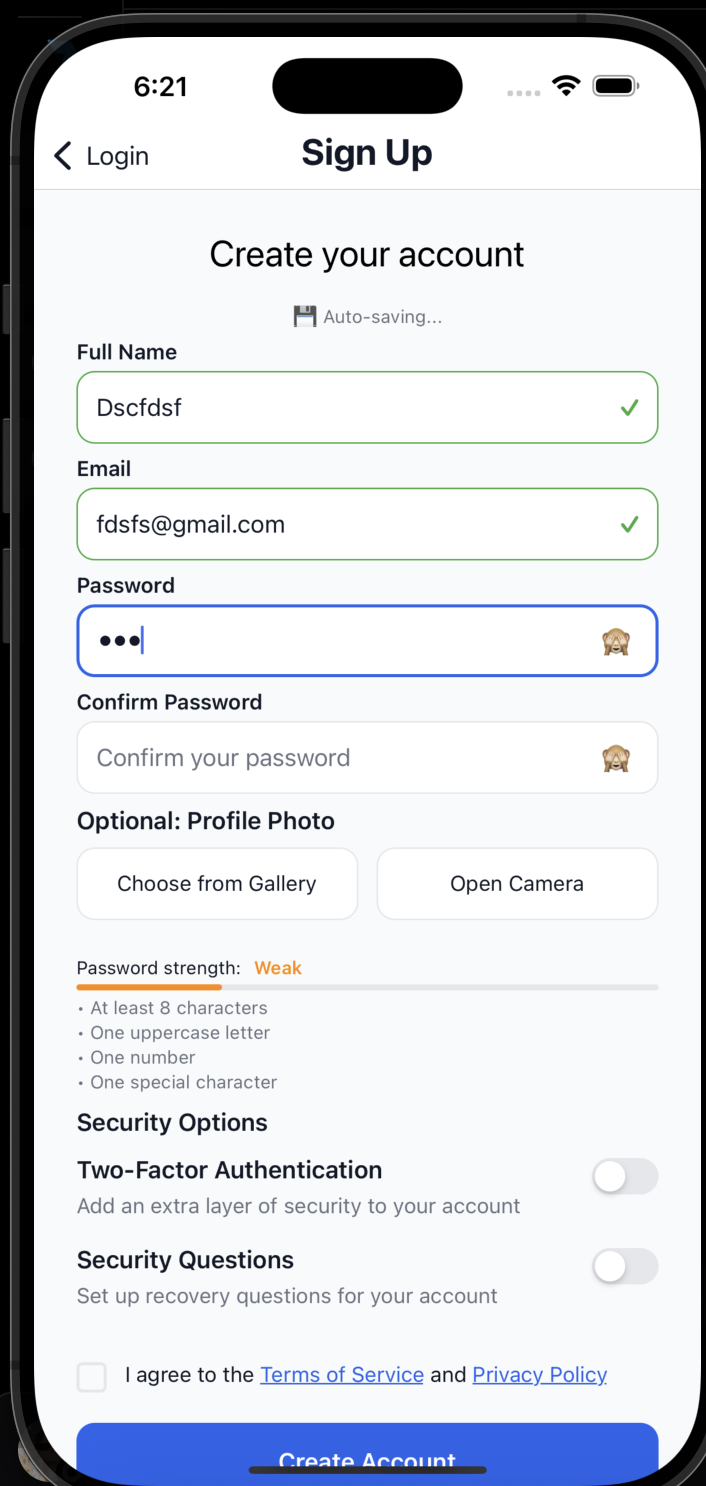 6:21
Login
Sign Up
Create your account
💾 Auto-saving...
Full Name
Dscfdsf
Email
fdsfs@gmail.com
Password
•••
Confirm Password
Confirm your password
Optional: Profile Photo
Choose from Gallery
Open Camera
Password strength: Weak
• At least 8 characters
• One uppercase letter
• One number
• One special character
Security Options
Two-Factor Authentication
Add an extra layer of security to your account
Security Questions
Set up recovery questions for your account
I agree to the Terms of Service and Privacy Policy
Create Account